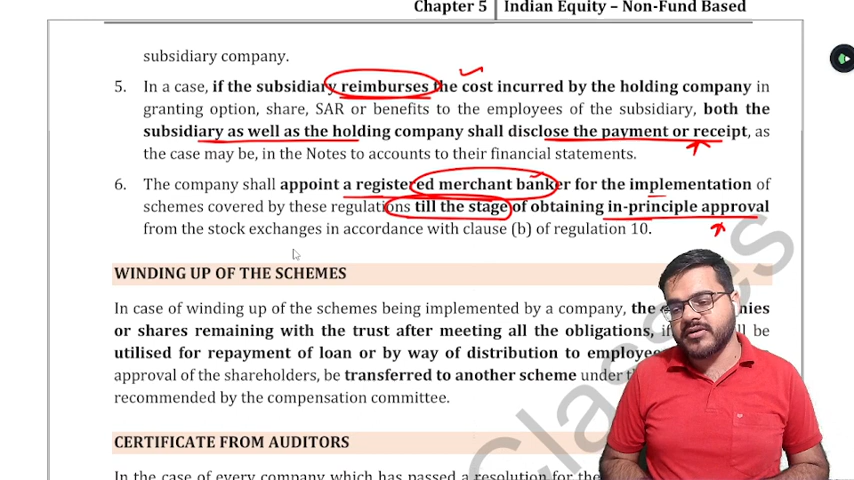 Chapter 5 | Indian Equity – Non-Fund Based
subsidiary company.
5. In a case, if the subsidiary reimburses the cost incurred by the holding company in
granting option, share, SAR or benefits to the employees of the subsidiary, both the
subsidiary as well as the holding company shall disclose the payment or receipt, as
the case may be, in the Notes to accounts to their financial statements.
6. The company shall appoint a registered merchant banker for the implementation of
schemes covered by these regulations till the stage of obtaining in-principle approval
from the stock exchanges in accordance with clause (b) of regulation 10.
WINDING UP OF THE SCHEMES
In case of winding up of the schemes being implemented by a company, the
or shares remaining with the trust after meeting all the obligations, be
utilised for repayment of loan or by way of distribution to
approval of the shareholders, be transferred to another scheme under
recommended by the compensation committee.
CERTIFICATE FROM AUDITORS
In the case of every company which has passed a resolution for the
Classes